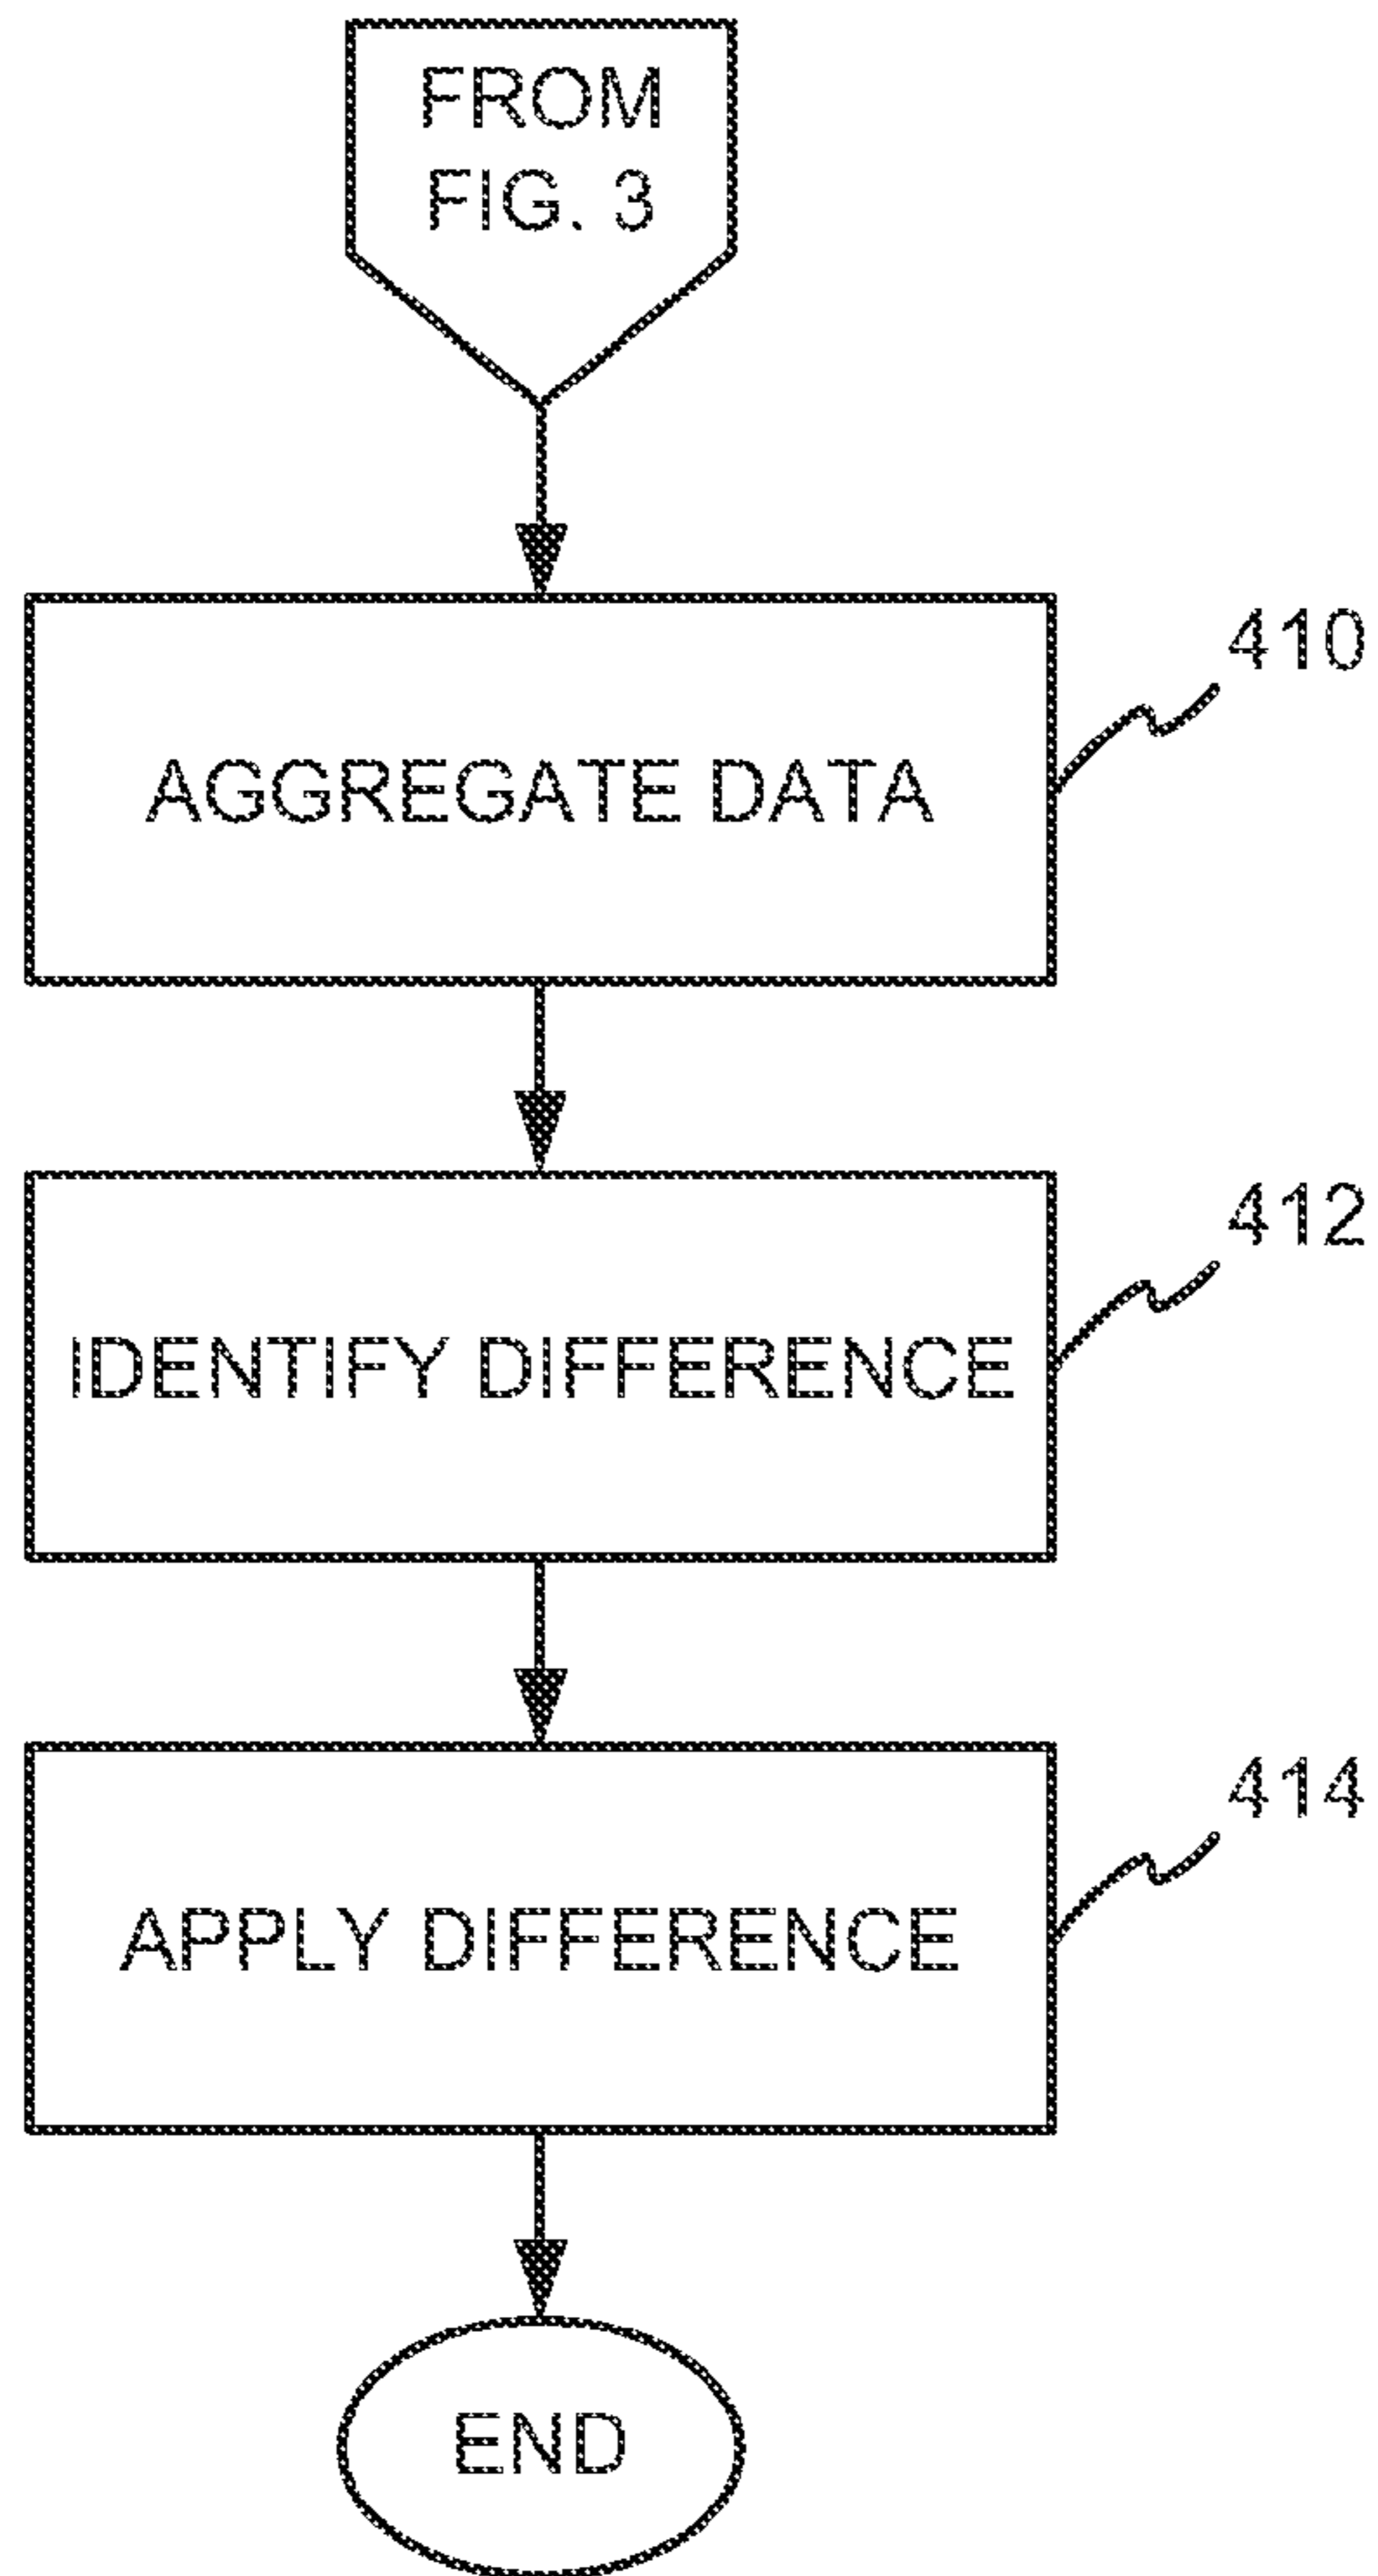 FROM
FIG. 3
410
AGGREGATE DATA
412
IDENTIFY DIFFERENCE
414
APPLY DIFFERENCE
END